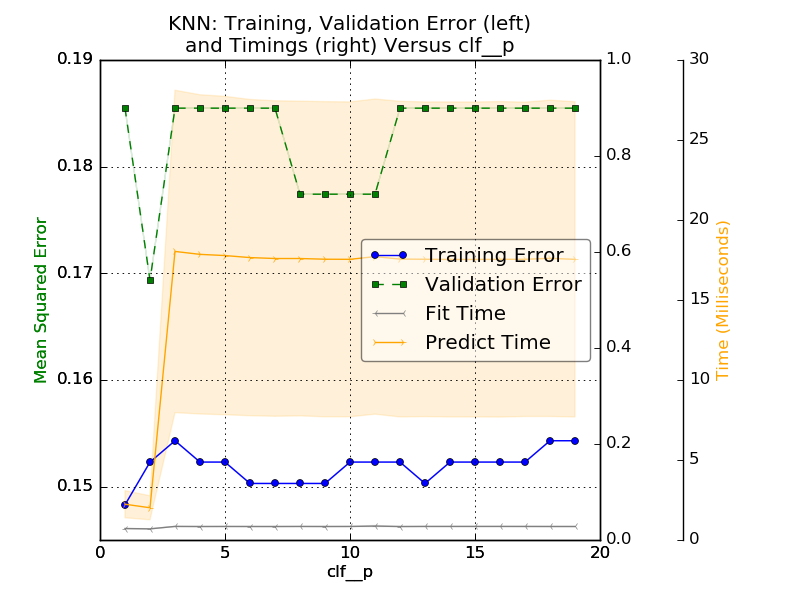 KNN: Training, Validation Error (left)
and Timings (right) Versus clf__p
0.19
0.18
0.17
0.16
0.15
Mean Squared Error
0
5
10
15
20
clf__p
1.0
0.8
0.6
0.4
0.2
0.0
30
25
20
15
10
5
0
Time (Milliseconds)
Training Error
Validation Error
Fit Time
Predict Time